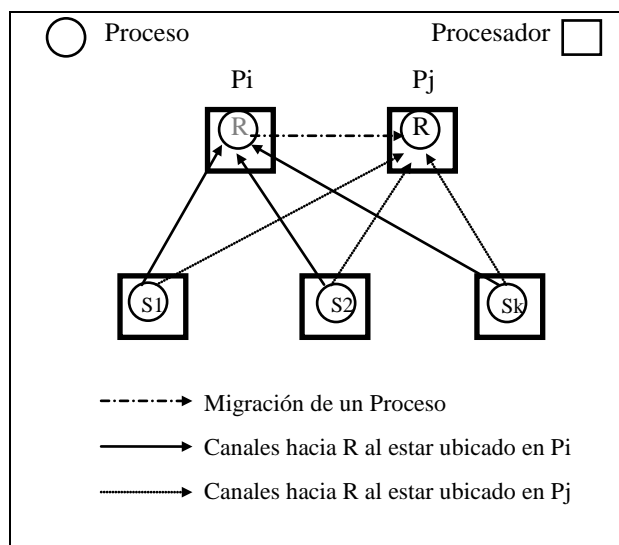 Proceso Procesador
Pi Pj
R R
S1 S2 Sk
Migración de un Proceso
Canales hacia R al estar ubicado en Pi
Canales hacia R al estar ubicado en Pj